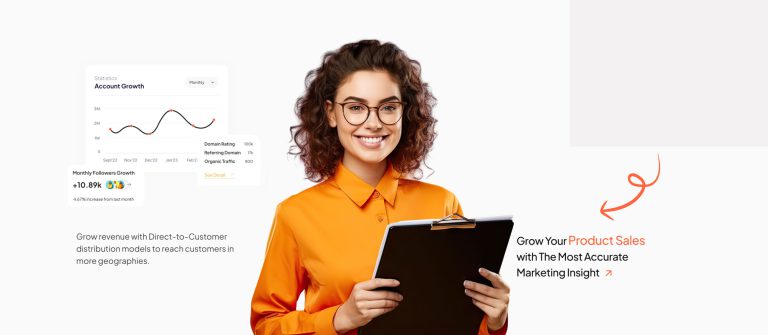 Statistics
Account Growth
Monthly
3M
2M
1M
0
Sept'22 Nov'22 Dec'22 Jan'23 Feb'2
Domain Rating 100k
Referring Domain 17k
Organic Traffic 800
See Detail
Monthly Followers Growth
+10.89k
4.67% increase from last month
Grow revenue with Direct-to-Customer
distribution models to reach customers in
more geographies.
Grow Your Product Sales
with The Most Accurate
Marketing Insight